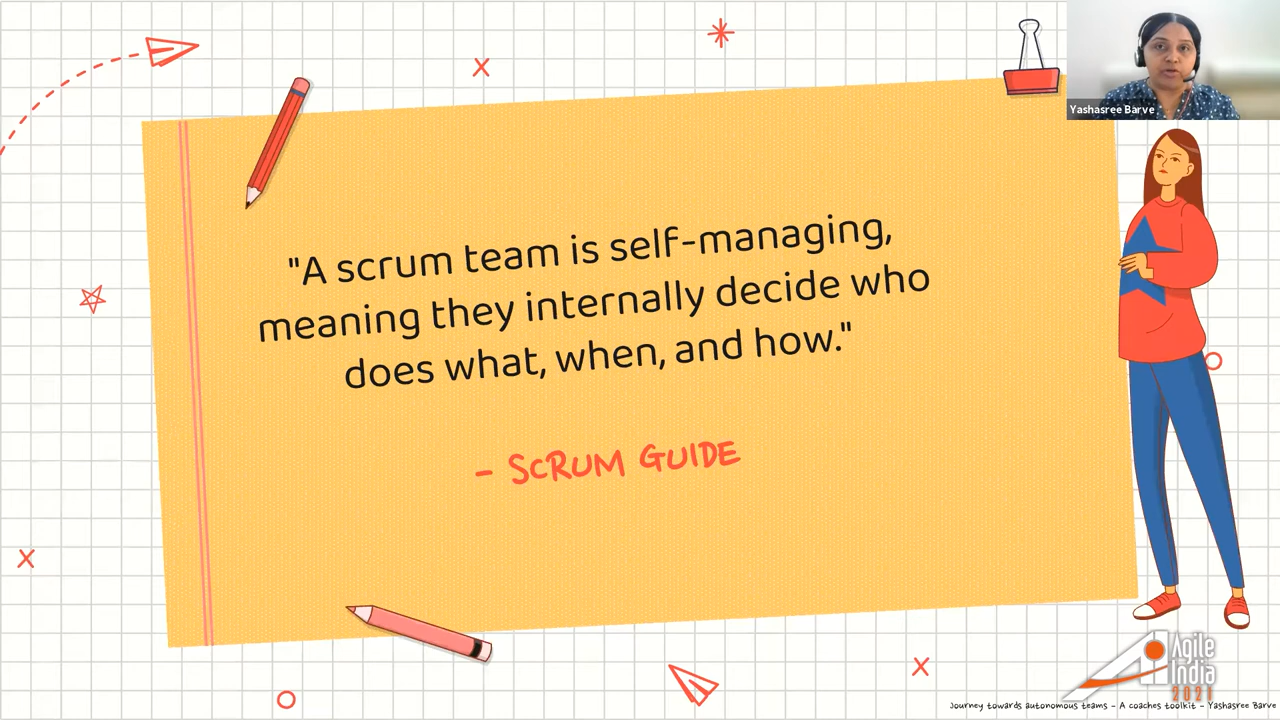 Yashasree Barve
"A scrum team is self-managing,
meaning they internally decide who
does what, when, and how."
- SCRUM GUIDE
Agile
India
2021
Journey towards autonomous teams - A coaches toolkit - Yashasree Barve